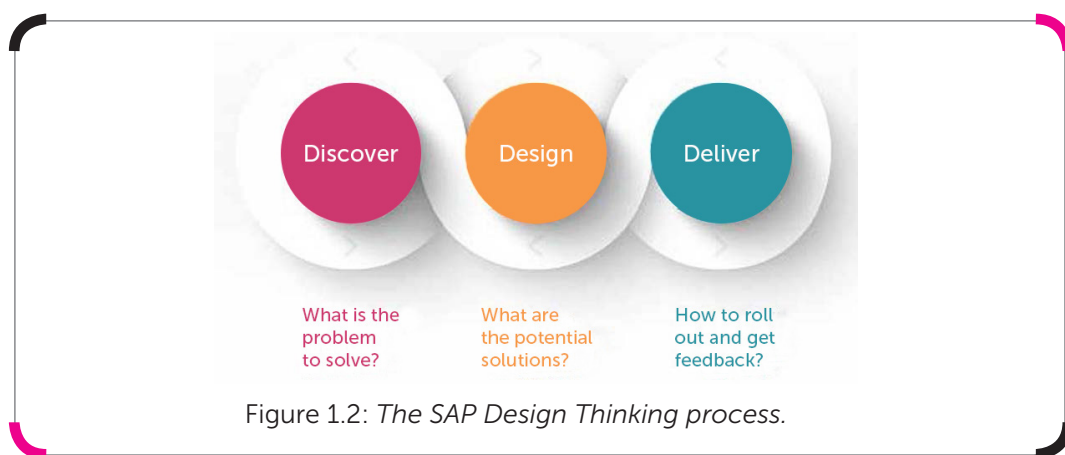 Discover
Design
Deliver
What is the
problem
to solve?
What are
the potential
solutions?
How to roll
out and get
feedback?
Figure 1.2: The SAP Design Thinking process.